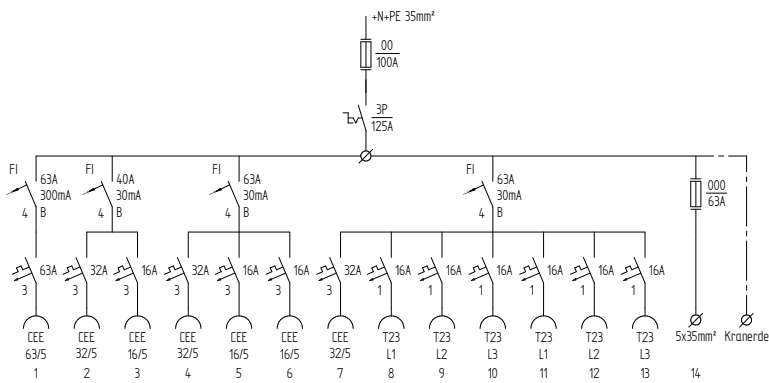 +N+PE 35mm²
00
100A
3P
125A
FI 63A
300mA
4 B
FI 40A
30mA
4 B
FI 63A
30mA
4 B
FI 63A
30mA
4
000
63A
63A 32A 16A 32A 16A 16A 32A 16A 16A 16A 16A 16A 16A
3 3 3 3 3 3 3 1 1 1 1 1 1
CEE CEE CEE CEE CEE CEE CEE T23 T23 T23 T23 T23 T23 5x35mm² Kranerde
63/5 32/5 16/5 32/5 16/5 16/5 32/5 L1 L2 L3 L1 L2 L3
1 2 3 4 5 6 7 8 9 10 11 12 13 14